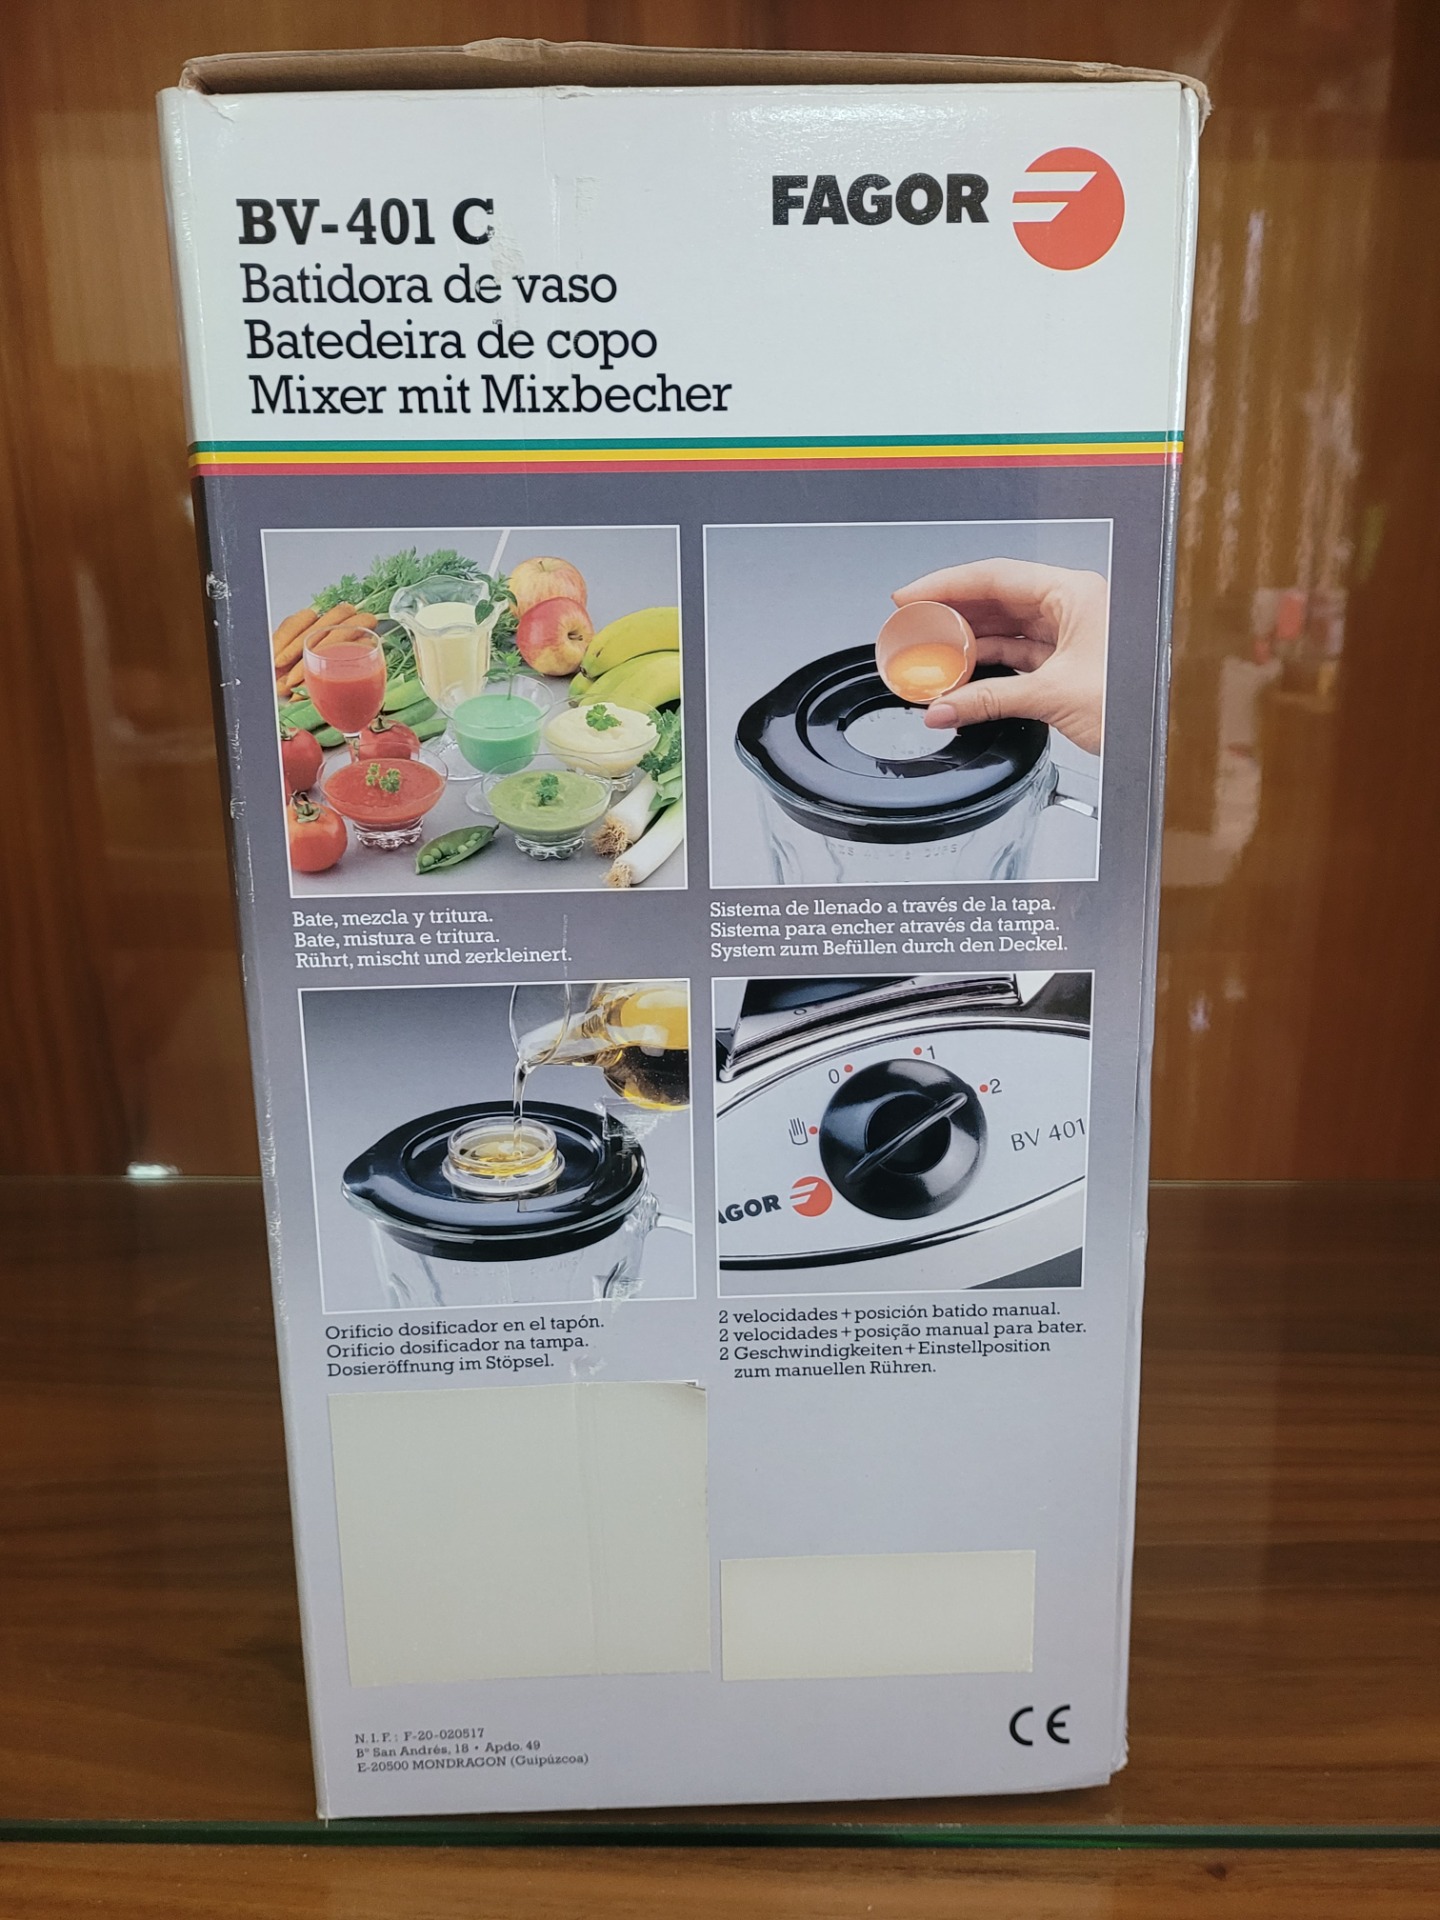 BV-401 C
FAGOR
Batidora de vaso
Batedeira de copo
Mixer mit Mixbecher
Bate, mezcla y tritura.
Bate, mistura e tritura.
Rührt, mischt und zerkleinert.
Sistema de llenado a través de la tapa.
Sistema para encher através da tampa.
System zum Befüllen durch den Deckel.
0
1
2
BV 401
AGOR
Orificio dosificador en el tapón.
Orificio dosificador na tampa.
Dosieröffnung im Stöpsel.
2 velocidades + posición batido manual.
2 velocidades + posição manual para bater.
2 Geschwindigkeiten + Einstellposition
zum manuellen Rühren.
N.I.F.: F-20-020517
Bº San Andrés, 18 • Apdo. 49
E-20500 MONDRAGON (Guipúzcoa)
CE